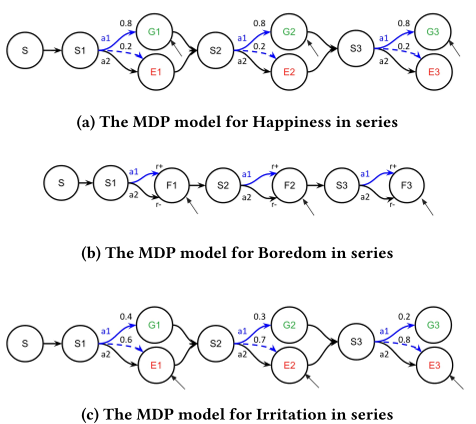 0.8 0.8 0.8
G1 G2 G3
S S1 a1 0.2 S2 a1 0.2 S3 a1 0.2
a2 a2 a2
E1 E2 E3
(a) The MDP model for Happiness in series
r+ r+ r+
a1 a1 a1
S S1 F1 S2 F2 S3 F3
a2 a2 a2
r- r- r-
(b) The MDP model for Boredom in series
0.4 0.3 0.2
G1 G2 G3
S S1 a1 0.6 S2 a1 0.7 S3 a1 0.8
a2 a2 a2
E1 E2 E3
(c) The MDP model for Irritation in series